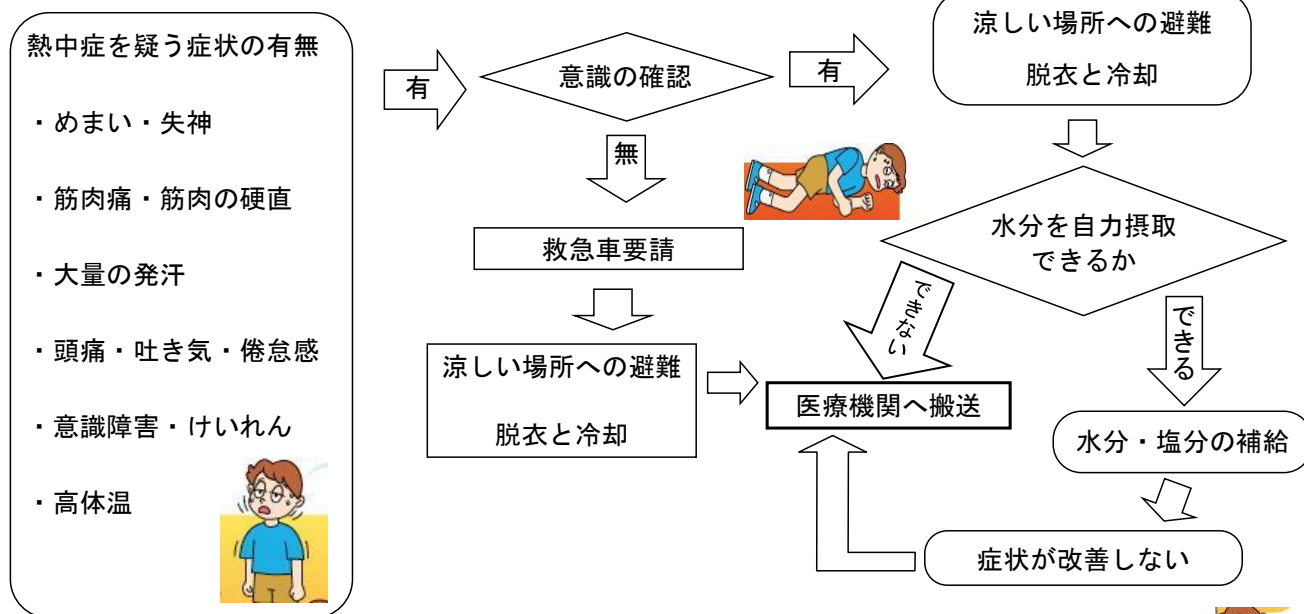 熱中症を疑う症状の有無
・めまい・失神
・筋肉痛・筋肉の硬直
・大量の発汗
・頭痛・吐き気・倦怠感
・意識障害・けいれん
・高体温
有
意識の確認
有
涼しい場所への避難
脱衣と冷却
無
救急車要請
涼しい場所への避難
脱衣と冷却
水分を自力摂取
できるか
できない
できる
医療機関へ搬送
水分・塩分の補給
症状が改善しない